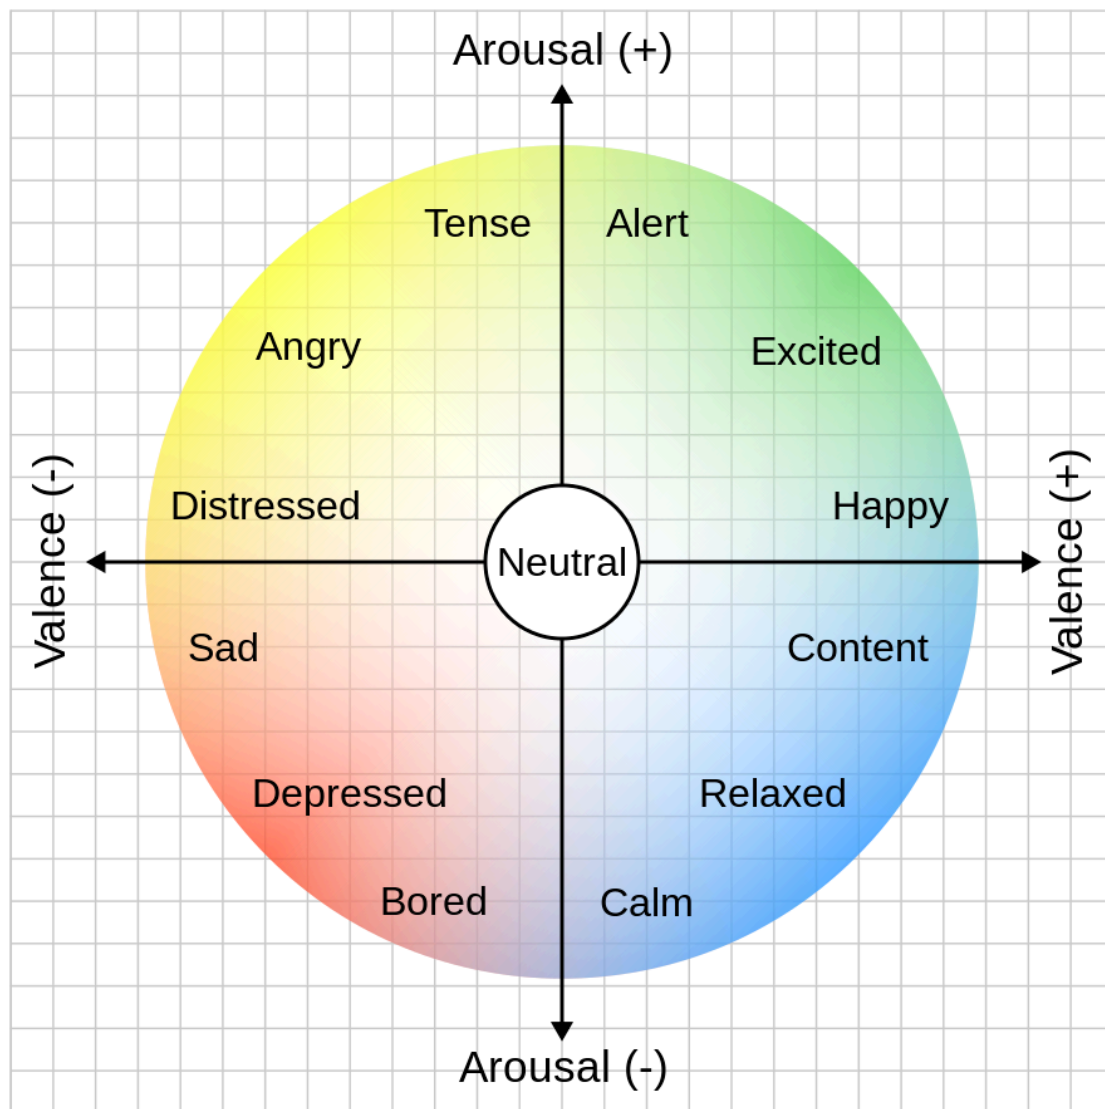 Arousal (+)
Tense
Alert
Angry
Excited
Valence (-)
Distressed
Happy
Valence (+)
Neutral
Sad
Content
Depressed
Relaxed
Bored
Calm
Arousal (-)